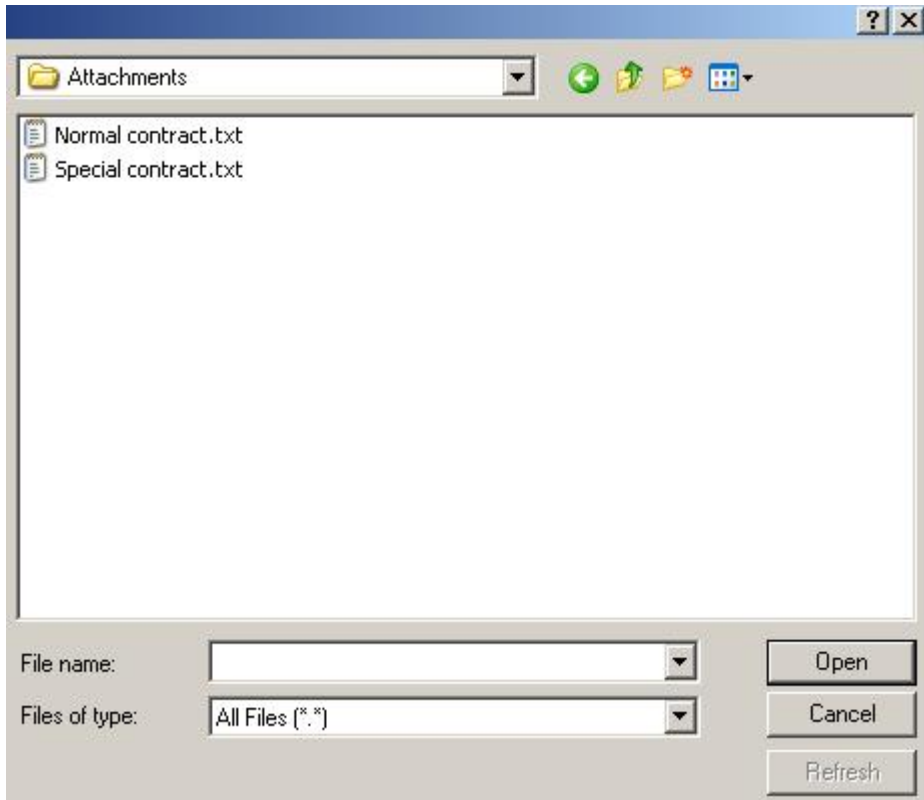 Attachments
Normal contract.txt
Special contract.txt
File name:
Open
Files of type:
All Files (*.*)
Cancel
Refresh